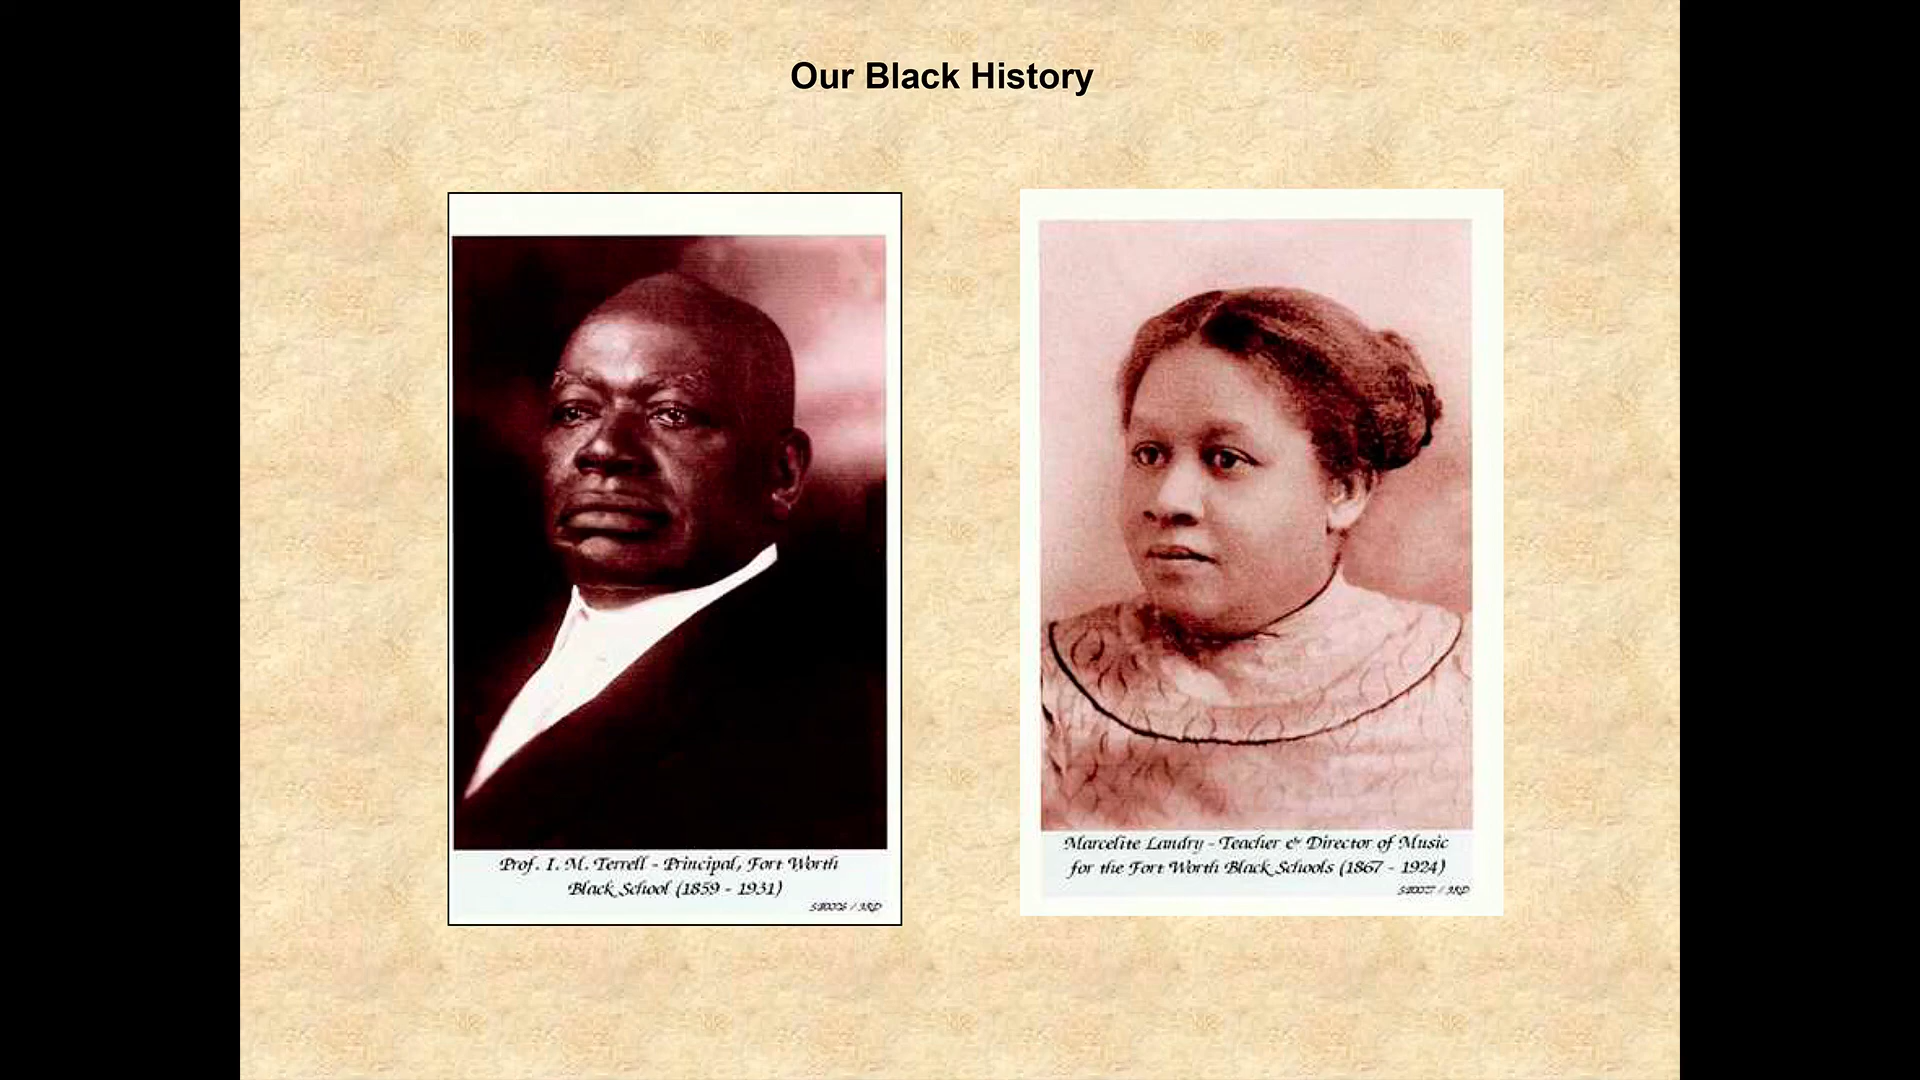 Our Black History
Prof. I. M. Terrell - Principal, Fort Worth
Black School (1859 - 1931)
Marcelite Landry - Teacher & Director of Music
for the Fort Worth Black Schools (1867 - 1924)